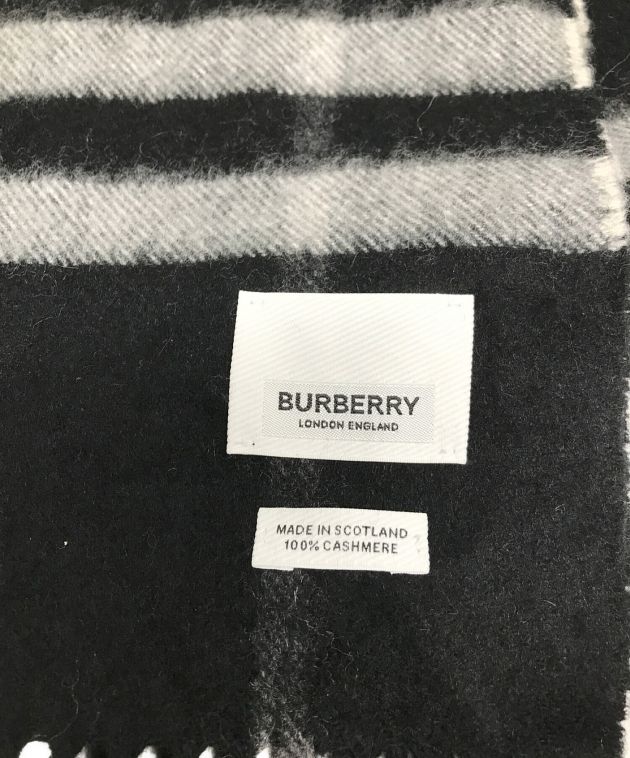 BURBERRY
LONDON ENGLAND
MADE IN SCOTLAND
100% CASHMERE